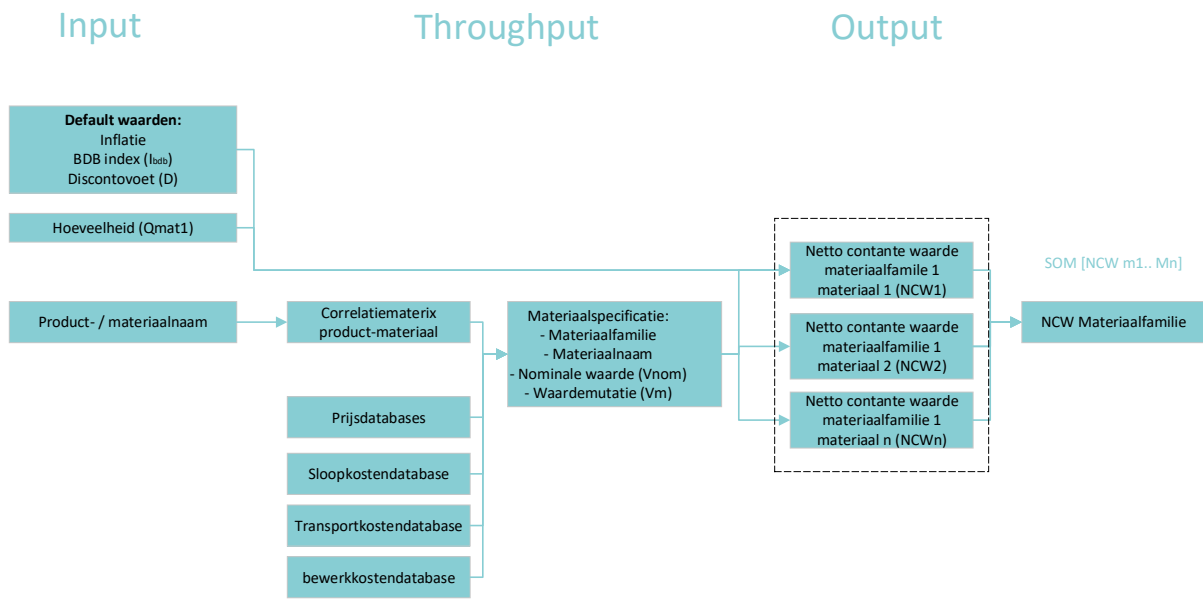 Input
Throughput
Output
Default waarden:
Inflatie
BDB index (Ibdb)
Discontovoet (D)
Hoeveelheid (Qmat1)
Product- / materiaalnaam
Correlatiematerix
product-materiaal
Prijsdatabases
Sloopkostendatabase
Transportkostendatabase
bewerkkostendatabase
Materiaalspecificatie:
- Materiaalfamilie
- Materiaalnaam
- Nominale waarde (Vnom)
- Waardemutatie (Vm)
Netto contante waarde
materiaalfamile 1
materiaal 1 (NCW1)
Netto contante waarde
materiaalfamilie 1
materiaal 2 (NCW2)
Netto contante waarde
materiaalfamilie 1
materiaal n (NCWn)
SOM [NCW m1.. Mn]
NCW Materiaalfamilie